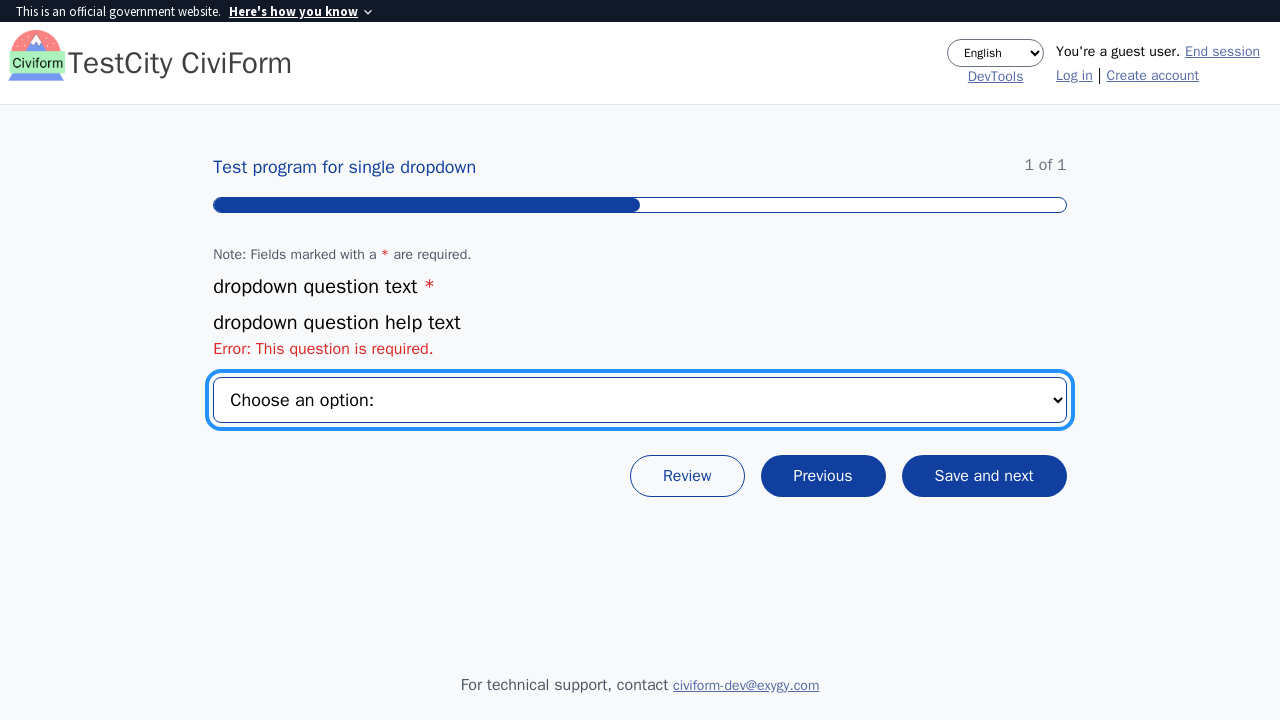 This is an official government website. Here's how you know
Civiform
TestCity CiviForm
English
DevTools
You're a guest user. End session
Log in | Create account
Test program for single dropdown
1 of 1
Note: Fields marked with a * are required.
dropdown question text *
dropdown question help text
Error: This question is required.
Choose an option:
Review
Previous
Save and next
For technical support, contact civiform-dev@exygy.com